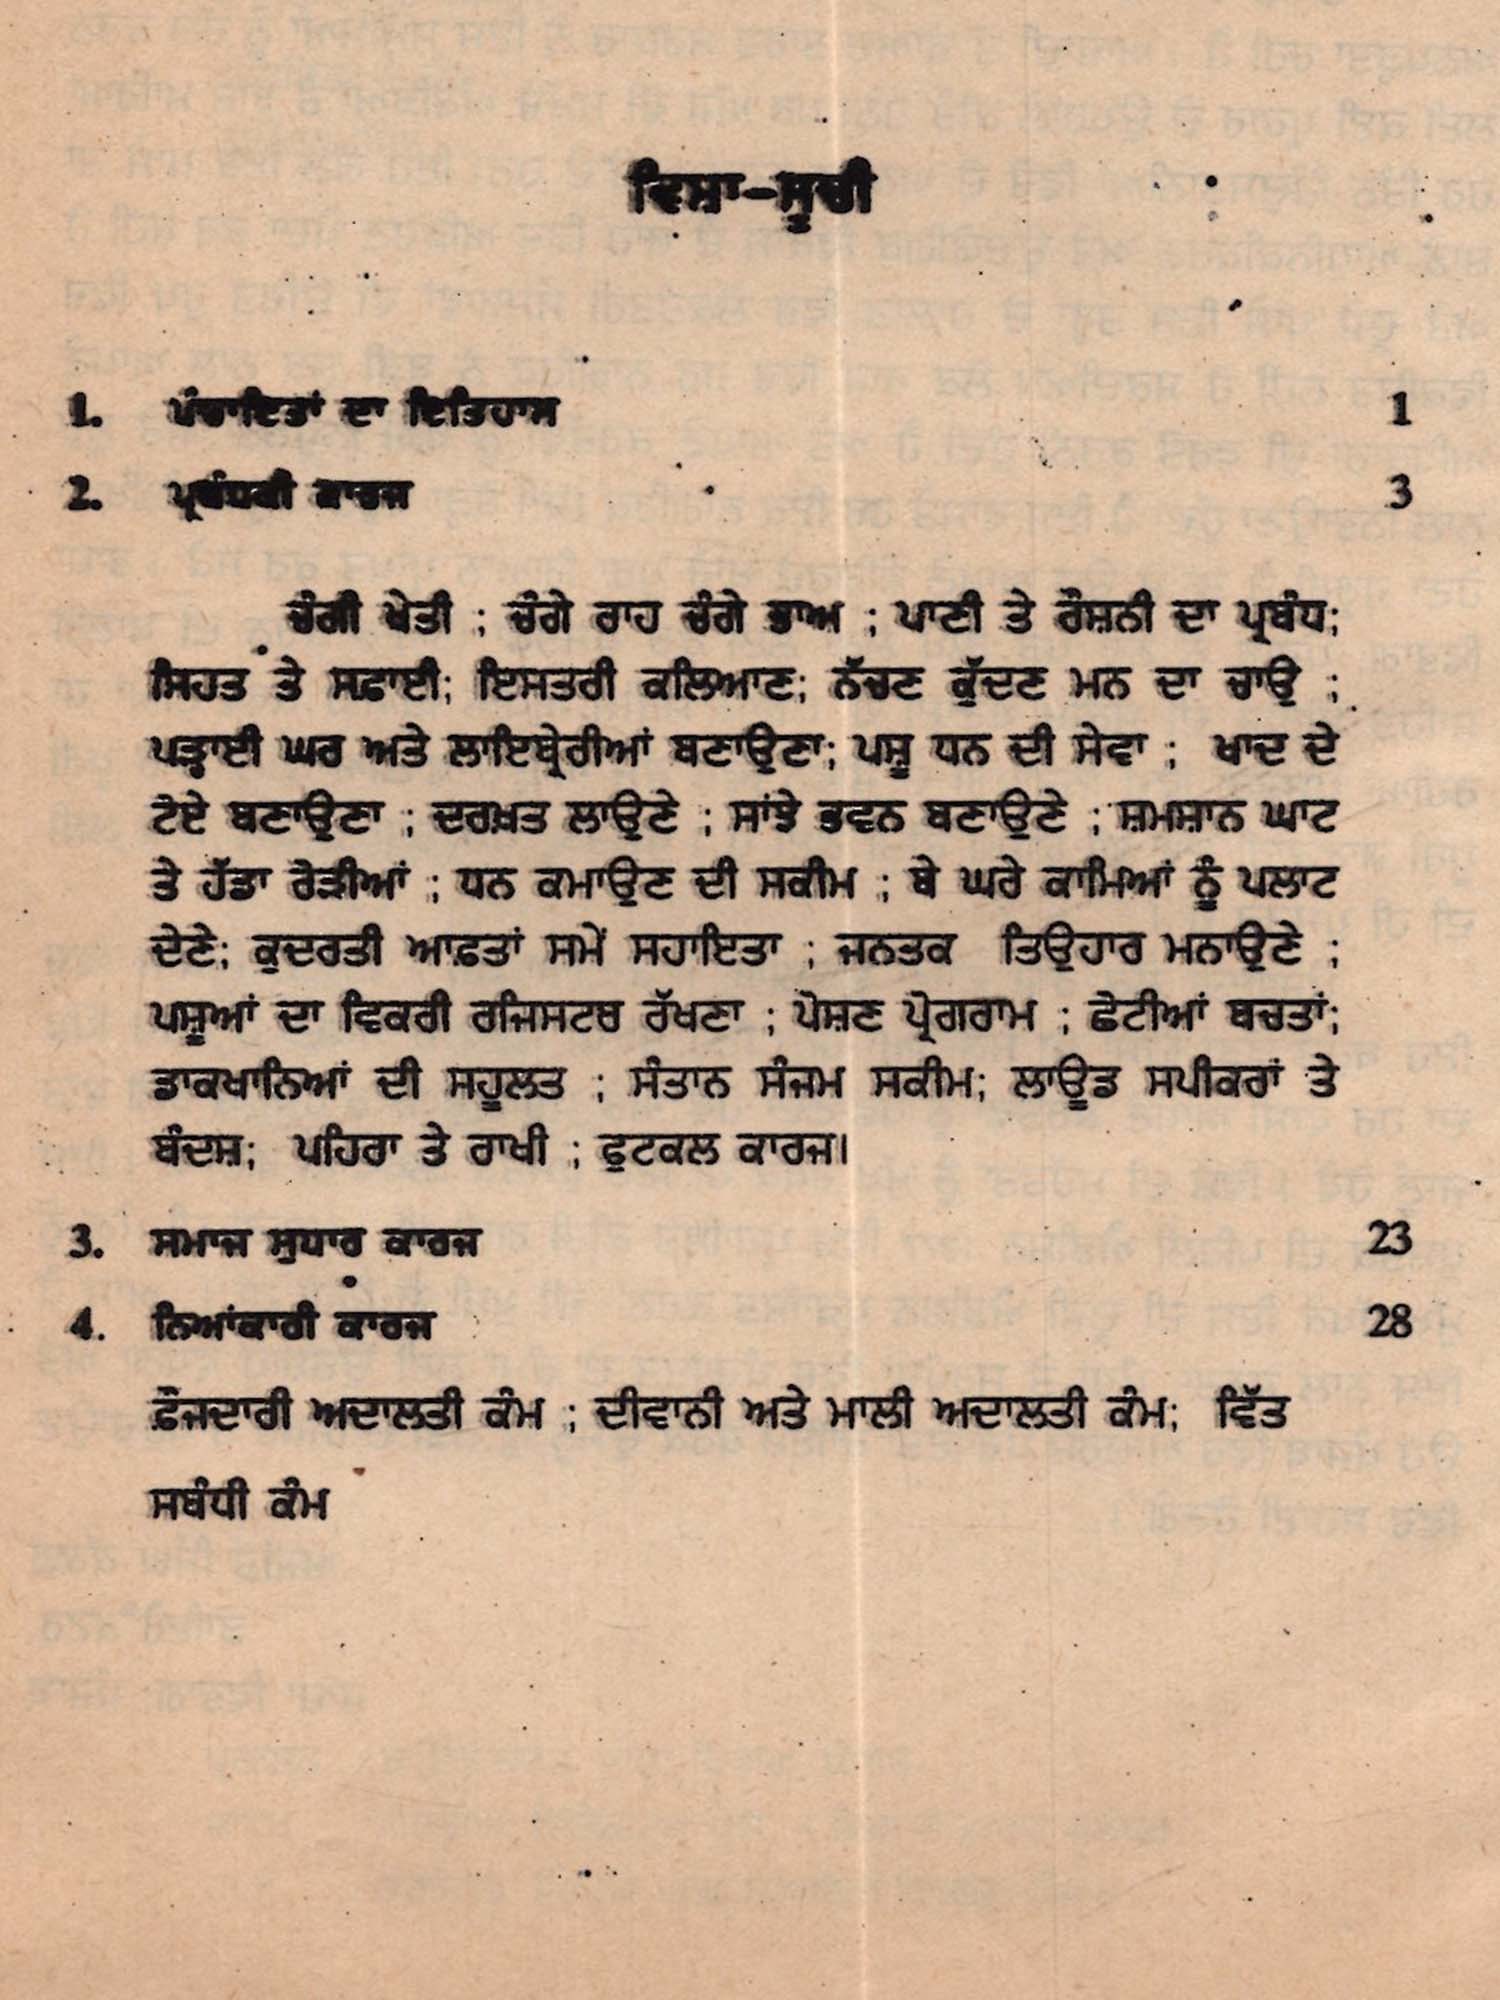 ਵਿਸ਼ਾ-ਸੂਚੀ
1. ਪੰਚਾਇਤਾਂ ਦਾ ਇਤਿਹਾਸ 1
2. ਪ੍ਰਬੰਧਕੀ ਕਾਰਜ 3
ਚੰਗੀ ਖੇਤੀ ; ਚੰਗੇ ਰਾਹ ਚੰਗੇ ਭਾਅ ; ਪਾਣੀ ਤੇ ਰੌਸ਼ਨੀ ਦਾ ਪ੍ਰਬੰਧ;
ਸਿਹਤ ਤੇ ਸਫ਼ਾਈ; ਇਸਤਰੀ ਕਲਿਆਣ; ਨੱਚਣ ਕੁੱਦਣ ਮਨ ਦਾ ਚਾਉ ;
ਪੜ੍ਹਾਈ ਘਰ ਅਤੇ ਲਾਇਬ੍ਰੇਰੀਆਂ ਬਣਾਉਣਾ; ਪਸ਼ੂ ਧਨ ਦੀ ਸੇਵਾ ; ਖਾਦ ਦੇ
ਟੋਏ ਬਣਾਉਣਾ ; ਦਰਖ਼ਤ ਲਾਉਣੇ ; ਸਾਂਝੇ ਭਵਨ ਬਣਾਉਣੇ ; ਸ਼ਮਸ਼ਾਨ ਘਾਟ
ਤੇ ਹੱਡਾ ਰੋੜੀਆਂ ; ਧਨ ਕਮਾਉਣ ਦੀ ਸਕੀਮ ; ਬੇ ਘਰੇ ਕਾਮਿਆਂ ਨੂੰ ਪਲਾਟ
ਦੇਣੇ; ਕੁਦਰਤੀ ਆਫ਼ਤਾਂ ਸਮੇਂ ਸਹਾਇਤਾ ; ਜਨਤਕ ਤਿਉਹਾਰ ਮਨਾਉਣੇ ;
ਪਸ਼ੂਆਂ ਦਾ ਵਿਕਰੀ ਰਜਿਸਟਰ ਰੱਖਣਾ ; ਪੋਸ਼ਣ ਪ੍ਰੋਗਰਾਮ ; ਛੋਟੀਆਂ ਬਚਤਾਂ;
ਡਾਕਖਾਨਿਆਂ ਦੀ ਸਹੂਲਤ ; ਸੰਤਾਨ ਸੰਜਮ ਸਕੀਮ; ਲਾਊਡ ਸਪੀਕਰਾਂ ਤੇ
ਬੰਦਸ਼; ਪਹਿਰਾ ਤੇ ਰਾਖੀ ; ਫੁਟਕਲ ਕਾਰਜ।
3. ਸਮਾਜ ਸੁਧਾਰ ਕਾਰਜ 23
4. ਨਿਆਂਕਾਰੀ ਕਾਰਜ 28
ਫ਼ੌਜਦਾਰੀ ਅਦਾਲਤੀ ਕੰਮ ; ਦੀਵਾਨੀ ਅਤੇ ਮਾਲੀ ਅਦਾਲਤੀ ਕੰਮ; ਵਿੱਤ
ਸਬੰਧੀ ਕੰਮ